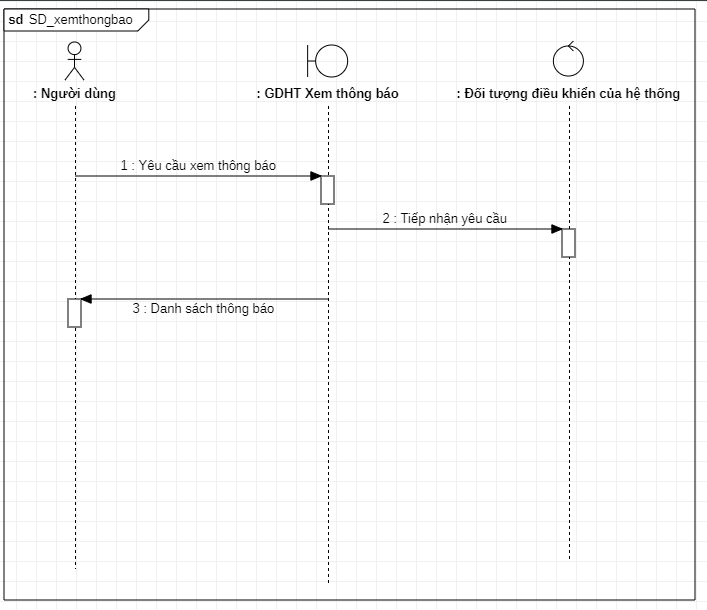 sd SD_xemthongbao
: Người dùng
: GDHT Xem thông báo
: Đối tượng điều khiển của hệ thống
1 : Yêu cầu xem thông báo
2 : Tiếp nhận yêu cầu
3 : Danh sách thông báo